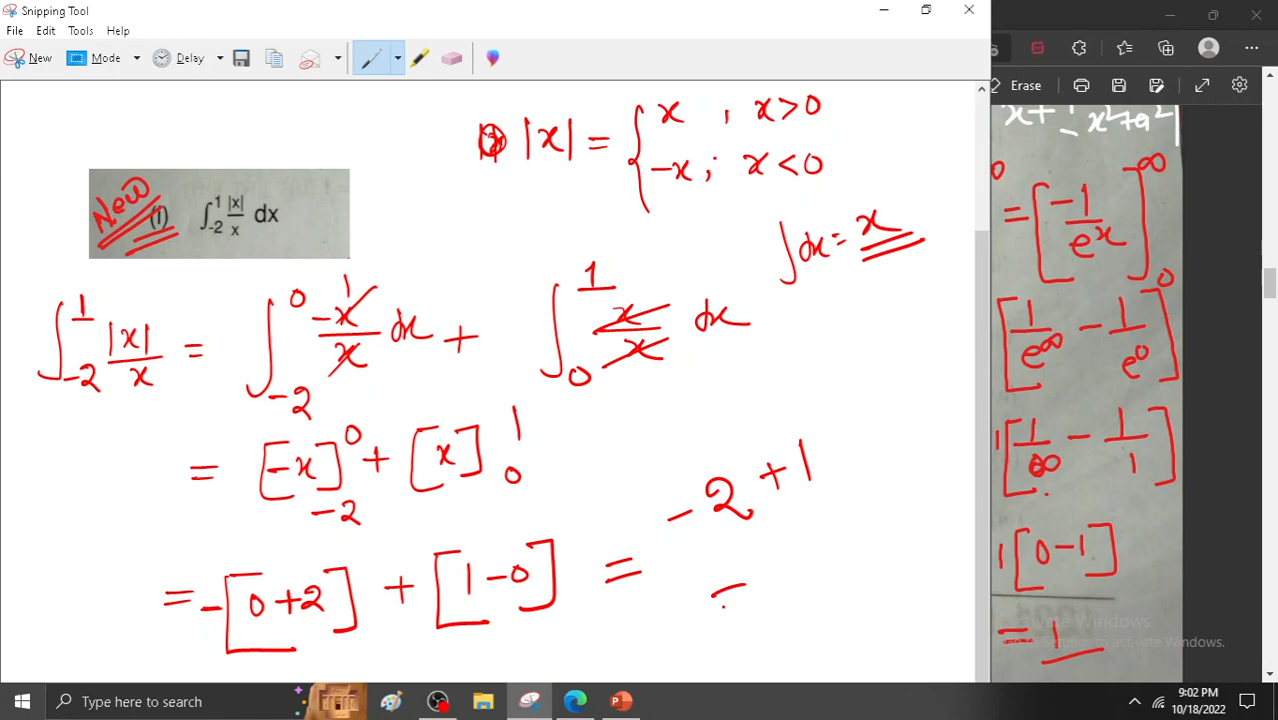 Snipping Tool
File Edit Tools Help
New Mode Delay
Erase
|x| = { x , x>0
-x ; x<0
New (i) ∫_{-2}^{1} |x|/x dx
∫dx = x
∫_{-2}^{1} |x|/x = ∫_{-2}^{0} -x/x dx + ∫_{0}^{1} x/x dx
= [-x]_{-2}^{0} + [x]_{0}^{1}
= -[0+2] + [1-0] = -2+1
x²+a²
= [-1/e^x]_{0}^{∞}
[1/e^∞ - 1/e^0]
[1/∞ - 1/1]
[0-1]
= 1
Activate Windows
Go to Settings to activate Windows.
Type here to search
9:02 PM
10/18/2022